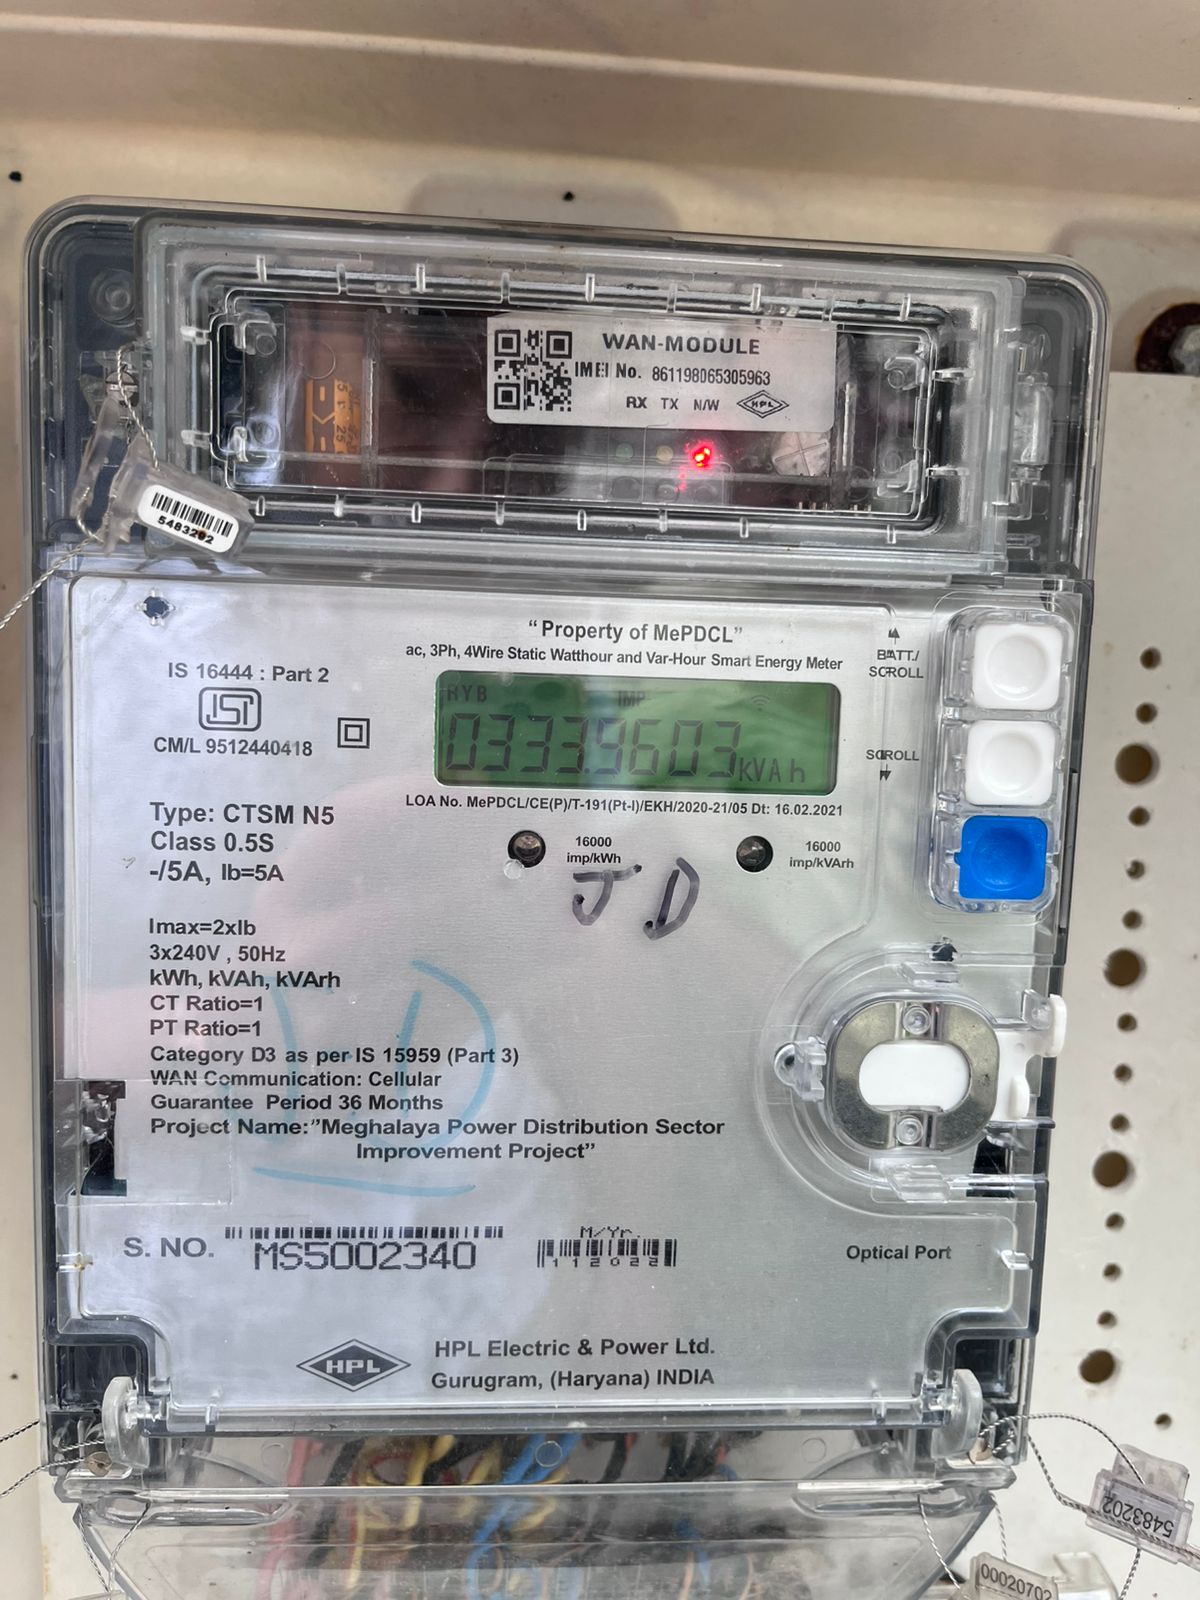 WAN-MODULE
IMEI No. 861198065305963
RX TX N/W HPL
5483202
"Property of MePDCL"
ac, 3Ph, 4Wire Static Watthour and Var-Hour Smart Energy Meter
IS 16444 : Part 2
ISI
CM/L 9512440418
RYB IMP
0333.9603 kVAh
BATT./
SCROLL
SCROLL
LOA No. MePDCL/CE(P)/T-191(Pt-I)/EKH/2020-21/05 Dt: 16.02.2021
Type: CTSM N5
Class 0.5S
-/5A, Ib=5A
16000
imp/kWh
16000
imp/kVArh
J D
Imax=2xIb
3x240V , 50Hz
kWh, kVAh, kVArh
CT Ratio=1
PT Ratio=1
Category D3 as per IS 15959 (Part 3)
WAN Communication: Cellular
Guarantee Period 36 Months
Project Name:"Meghalaya Power Distribution Sector
Improvement Project"
J.D
S. NO. MS5002340
M/Yr.
112022
Optical Port
HPL
HPL Electric & Power Ltd.
Gurugram, (Haryana) INDIA
5483202
00020702